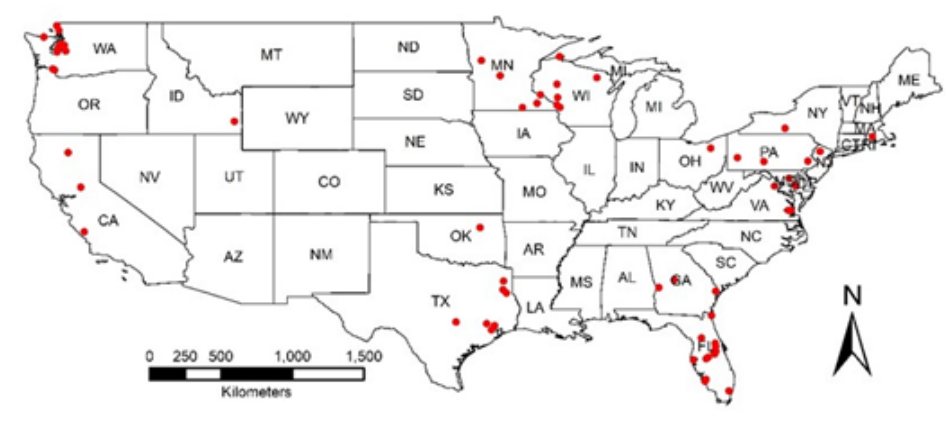 WA
MT
ND
MN
MI
ME
VT
NH
OR
ID
WY
SD
WI
MI
NY
MA
CT
RI
NE
IA
PA
NJ
NV
UT
CO
KS
MO
IL
IN
OH
WV
VA
KY
CA
AZ
NM
OK
AR
TN
NC
SC
TX
LA
MS
AL
GA
FL
N
0 250 500 1,000 1,500
Kilometers